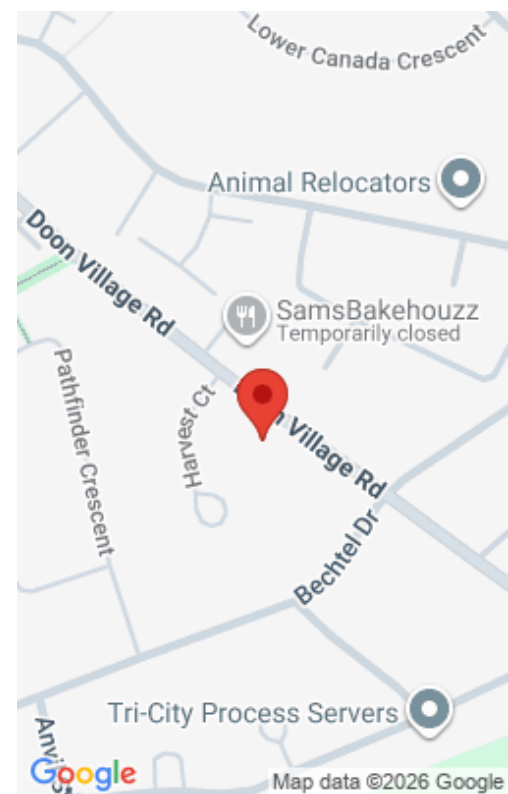 Lower Canada Crescent
Animal Relocators
Doon Village Rd
SamsBakehouzz
Temporarily closed
Harvest Ct
Village Rd
Pathfinder Crescent
Bechtel Dr
Tri-City Process Servers
Google
Map data ©2026 Google